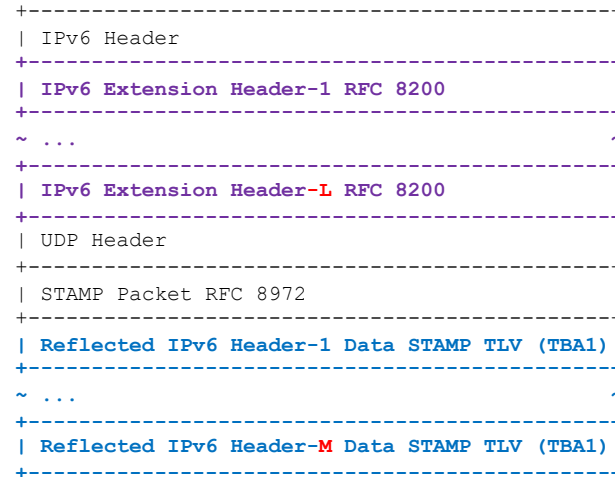 +----------------------------------------------
| IPv6 Header
+----------------------------------------------
| IPv6 Extension Header-1 RFC 8200
+----------------------------------------------
~ ...                                          ~
+----------------------------------------------
| IPv6 Extension Header-L RFC 8200
+----------------------------------------------
| UDP Header
+----------------------------------------------+
| STAMP Packet RFC 8972
+----------------------------------------------+
| Reflected IPv6 Header-1 Data STAMP TLV (TBA1)
+----------------------------------------------
~ ...                                          ~
+----------------------------------------------
| Reflected IPv6 Header-M Data STAMP TLV (TBA1)
+----------------------------------------------